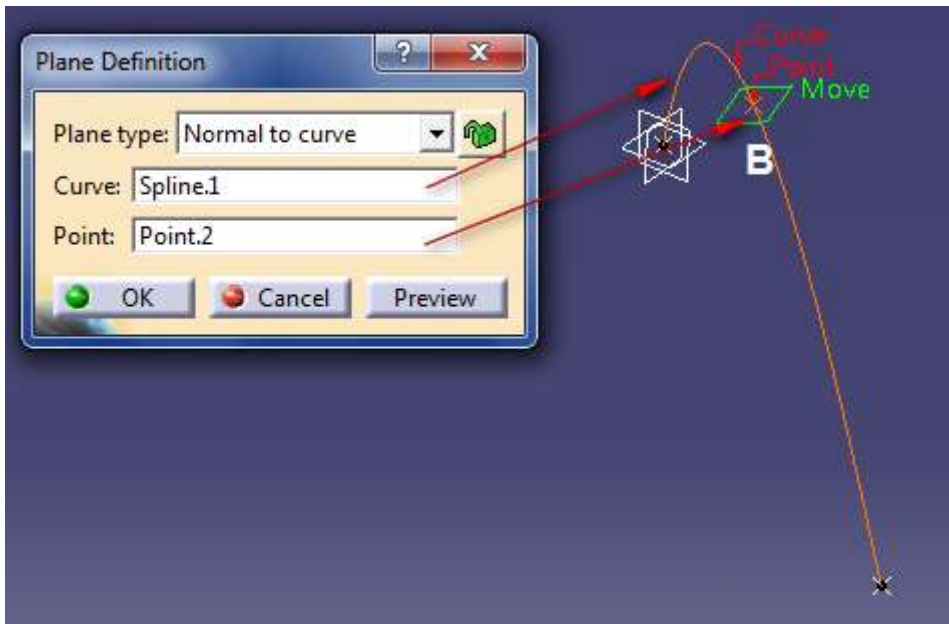 Plane Definition
?
X
Plane type: Normal to curve
Curve: Spline.1
Point: Point.2
OK Cancel Preview
Curve
Point
Move
B